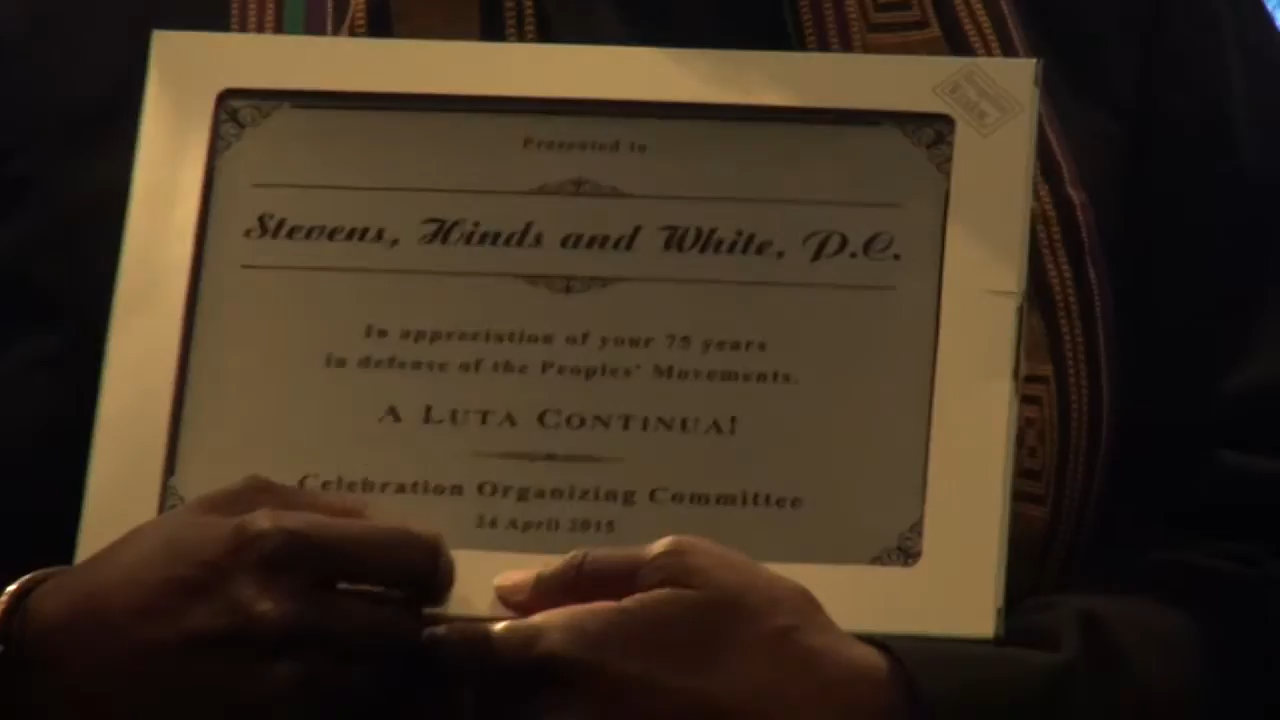 Presented to
Stevens, Hinds and White, P.C.
In appreciation of your 75 years
in defense of the Peoples' Movements.
A LUTA CONTINUA!
Celebration Organizing Committee
24 April 2015